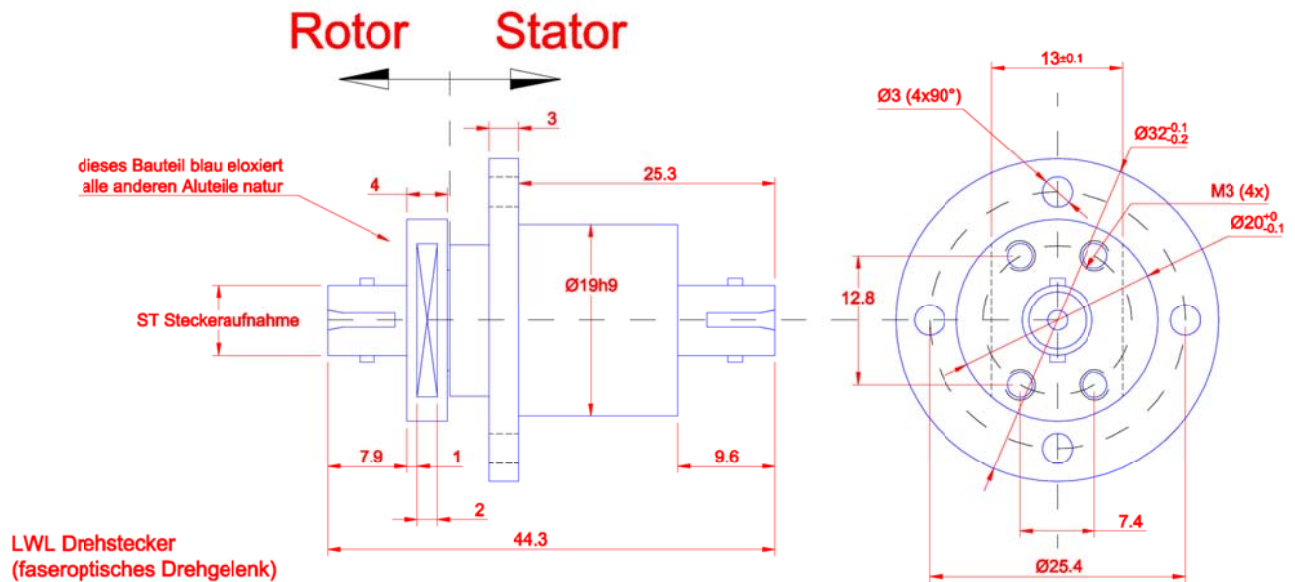 Rotor Stator
13±0.1
Ø3 (4x90°)
3
Ø32-0.1
-0.2
dieses Bauteil blau eloxiert
alle anderen Aluteile natur
4
25.3
M3 (4x)
Ø20+0
-0.1
Ø19h9
12.8
ST Steckeraufnahme
7.9
1
9.6
2
7.4
44.3
Ø25.4
LWL Drehstecker
(faseroptisches Drehgelenk)